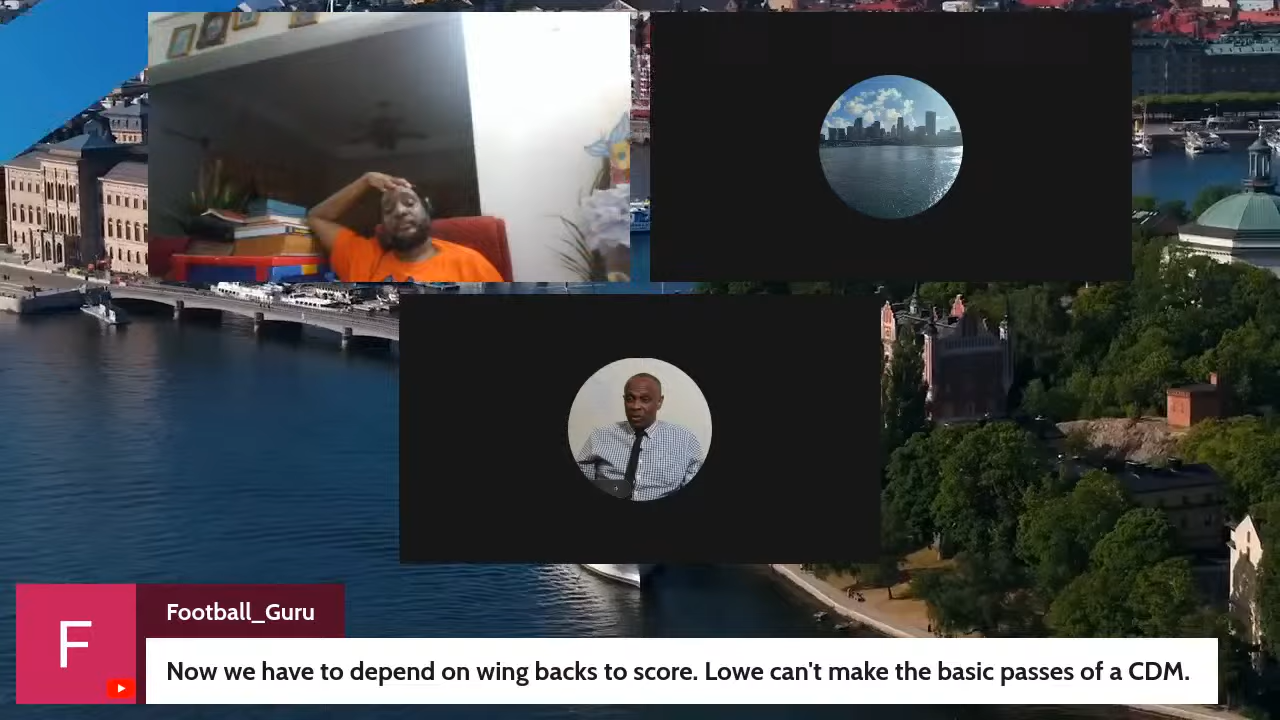 F
Football_Guru
Now we have to depend on wing backs to score. Lowe can't make the basic passes of a CDM.